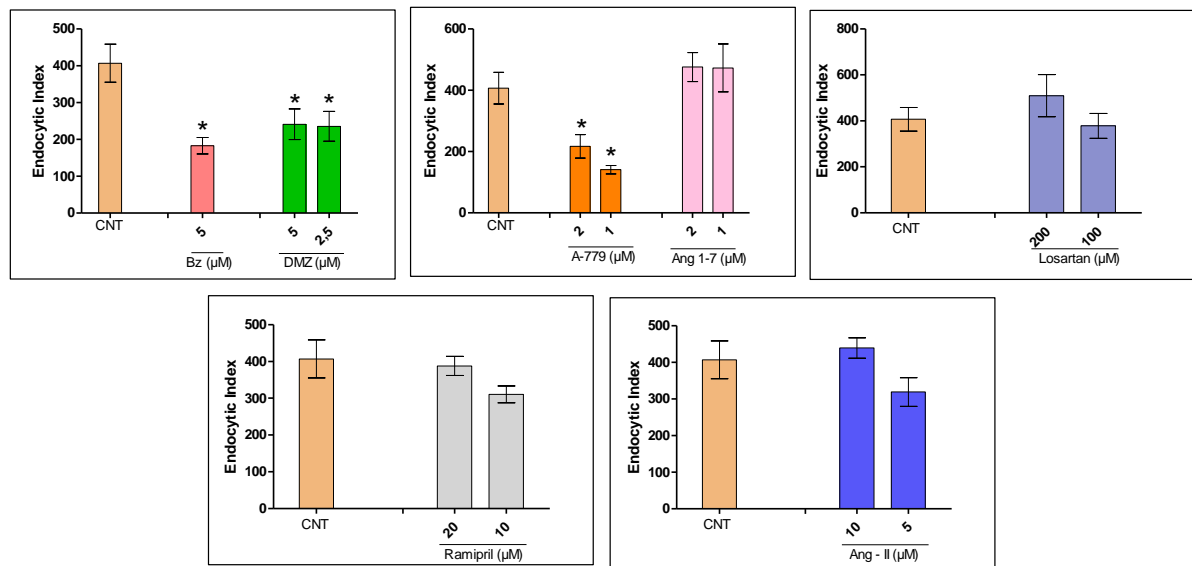 Endocytic Index
500
400
300
200
100
0
* * *
CNT
5 5 2,5
Bz (µM) DMZ (µM)
Endocytic Index
600
400
200
0
* *
CNT
2 1 2 1
A-779 (µM) Ang 1-7 (µM)
Endocytic Index
800
600
400
200
0
CNT
200 100
Losartan (µM)
Endocytic Index
500
400
300
200
100
0
CNT
20 10
Ramipril (µM)
Endocytic Index
500
400
300
200
100
0
CNT
10 5
Ang - II (µM)